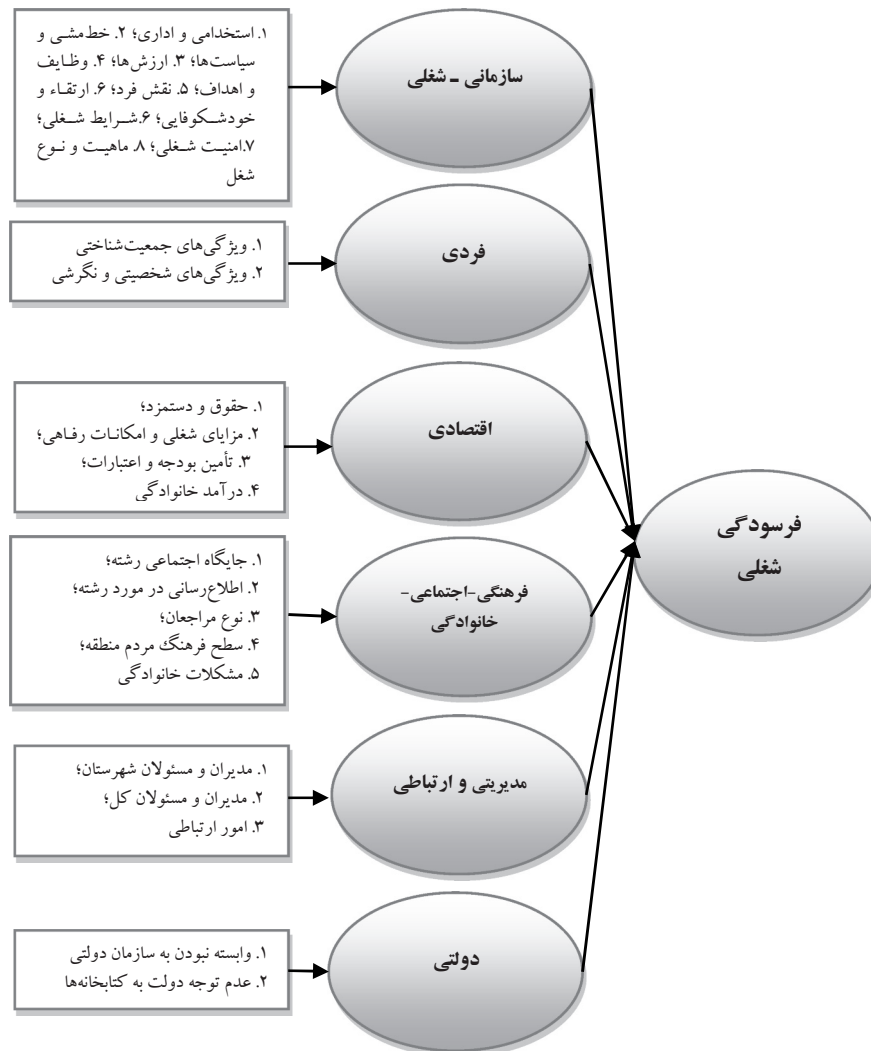 ۱. استخدامی و اداری؛ ۲. خط‌مشی و
سیاست‌ها؛ ۳. ارزش‌ها؛ ۴. وظایف
و اهداف؛ ۵. نقش فرد؛ ۶. ارتقاء و
خودشکوفایی؛ ۶.شرایط شغلی؛
۷.امنیت شغلی؛ ۸. ماهیت و نوع
شغل
سازمانی ـ شغلی
۱. ویژگی‌های جمعیت‌شناختی
۲. ویژگی‌های شخصیتی و نگرشی
فردی
۱. حقوق و دستمزد؛
۲. مزایای شغلی و امکانات رفاهی؛
۳. تأمین بودجه و اعتبارات؛
۴. درآمد خانوادگی
اقتصادی
۱. جایگاه اجتماعی رشته؛
۲. اطلاع‌رسانی در مورد رشته؛
۳. نوع مراجعان؛
۴. سطح فرهنگ مردم منطقه؛
۵. مشکلات خانوادگی
فرهنگی-اجتماعی-
خانوادگی
۱. مدیران و مسئولان شهرستان؛
۲. مدیران و مسئولان کل؛
۳. امور ارتباطی
مدیریتی و ارتباطی
۱. وابسته نبودن به سازمان دولتی
۲. عدم توجه دولت به کتابخانه‌ها
دولتی
فرسودگی
شغلی